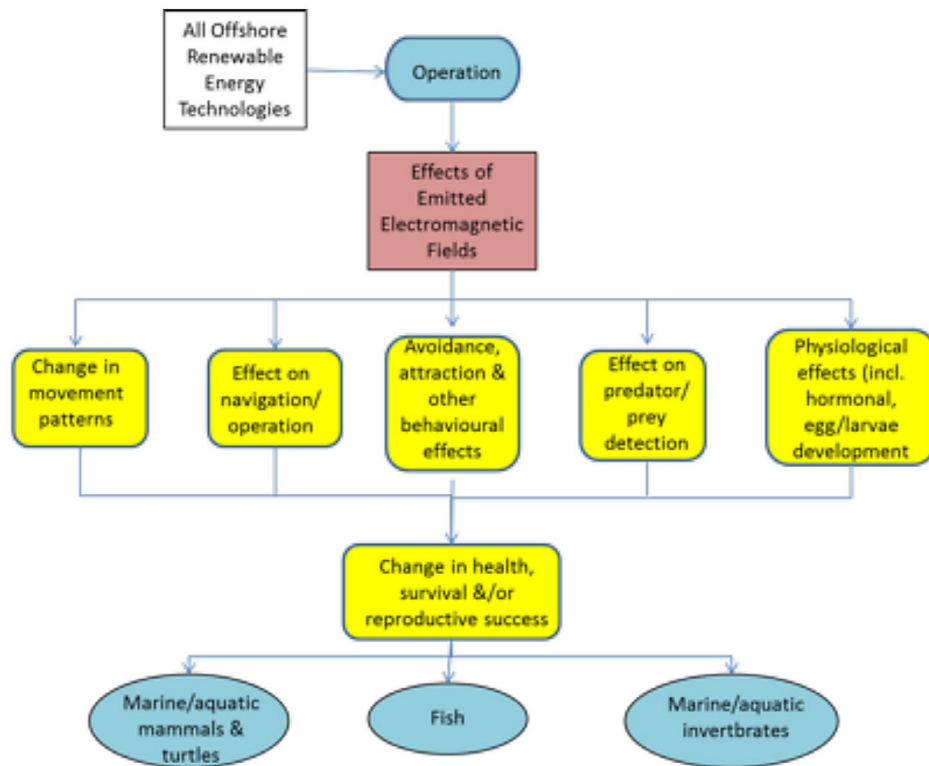 All Offshore
Renewable
Energy
Technologies
Operation
Effects of
Emitted
Electromagnetic
Fields
Change in
movement
patterns
Effect on
navigation/
operation
Avoidance,
attraction &
other
behavioural
effects
Effect on
predator/
prey
detection
Physiological
effects (incl.
hormonal,
egg/larvae
development
Change in health,
survival &/or
reproductive success
Marine/aquatic
mammals &
turtles
Fish
Marine/aquatic
invertbrates